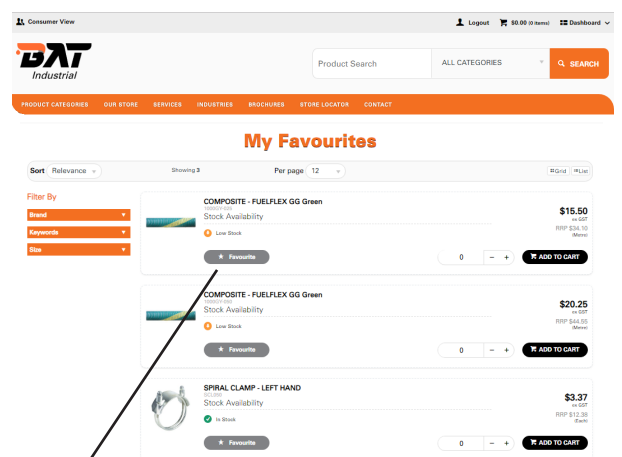 Consumer View
Logout $0.00 (0 items) Dashboard
BAT
Industrial
Product Search ALL CATEGORIES SEARCH
PRODUCT CATEGORIES OUR STORE SERVICES INDUSTRIES BROCHURES STORE LOCATOR CONTACT
My Favourites
Sort Relevance Showing 3 Per page 12 Grid List
Filter By
Brand
Keywords
Size
COMPOSITE - FUELFLEX GG Green
Stock Availability
Low Stock
Favourite
$15.50
ex GST
RRP $34.10
(Metre)
0 - + ADD TO CART
COMPOSITE - FUELFLEX GG Green
Stock Availability
Low Stock
Favourite
$20.25
ex GST
RRP $44.55
(Metre)
0 - + ADD TO CART
SPIRAL CLAMP - LEFT HAND
Stock Availability
In Stock
Favourite
$3.37
ex GST
RRP $12.38
(Each)
0 - + ADD TO CART